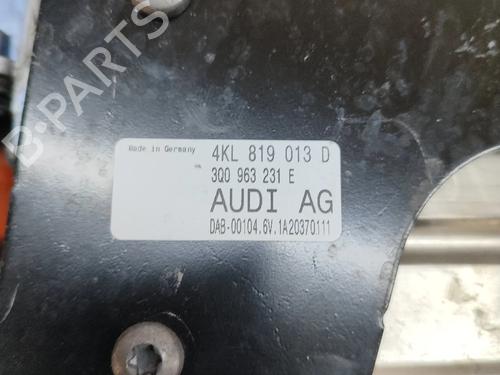 B-PARTS
Made in Germany
4KL 819 013 D
3Q0 963 231 E
AUDI AG
DAB-00104.6V.1A20370111